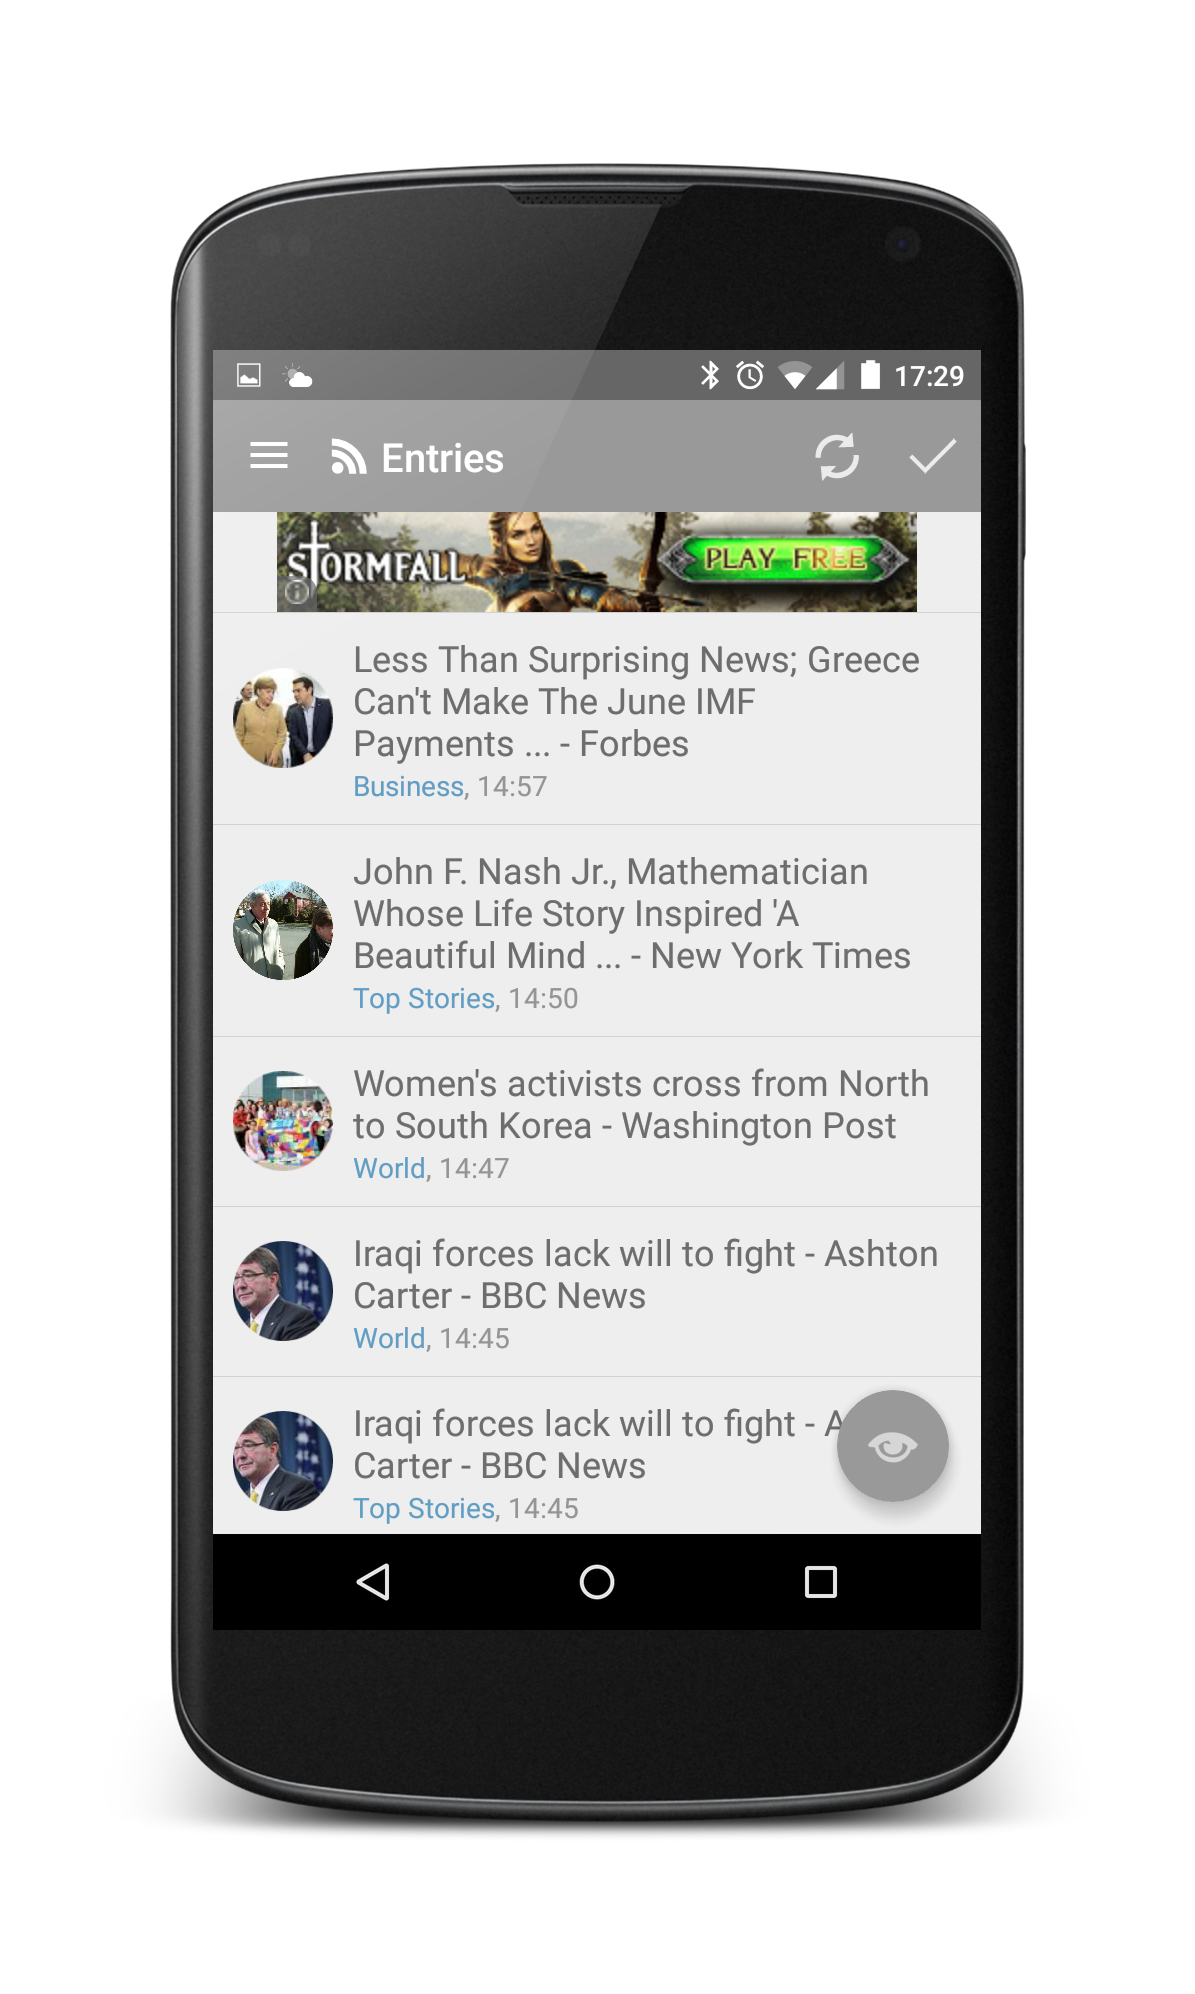 17:29
Entries
STORMFALL
PLAY FREE
Less Than Surprising News; Greece
Can't Make The June IMF
Payments ... - Forbes
Business, 14:57
John F. Nash Jr., Mathematician
Whose Life Story Inspired 'A
Beautiful Mind ... - New York Times
Top Stories, 14:50
Women's activists cross from North
to South Korea - Washington Post
World, 14:47
Iraqi forces lack will to fight - Ashton
Carter - BBC News
World, 14:45
Iraqi forces lack will to fight - A
Carter - BBC News
Top Stories, 14:45